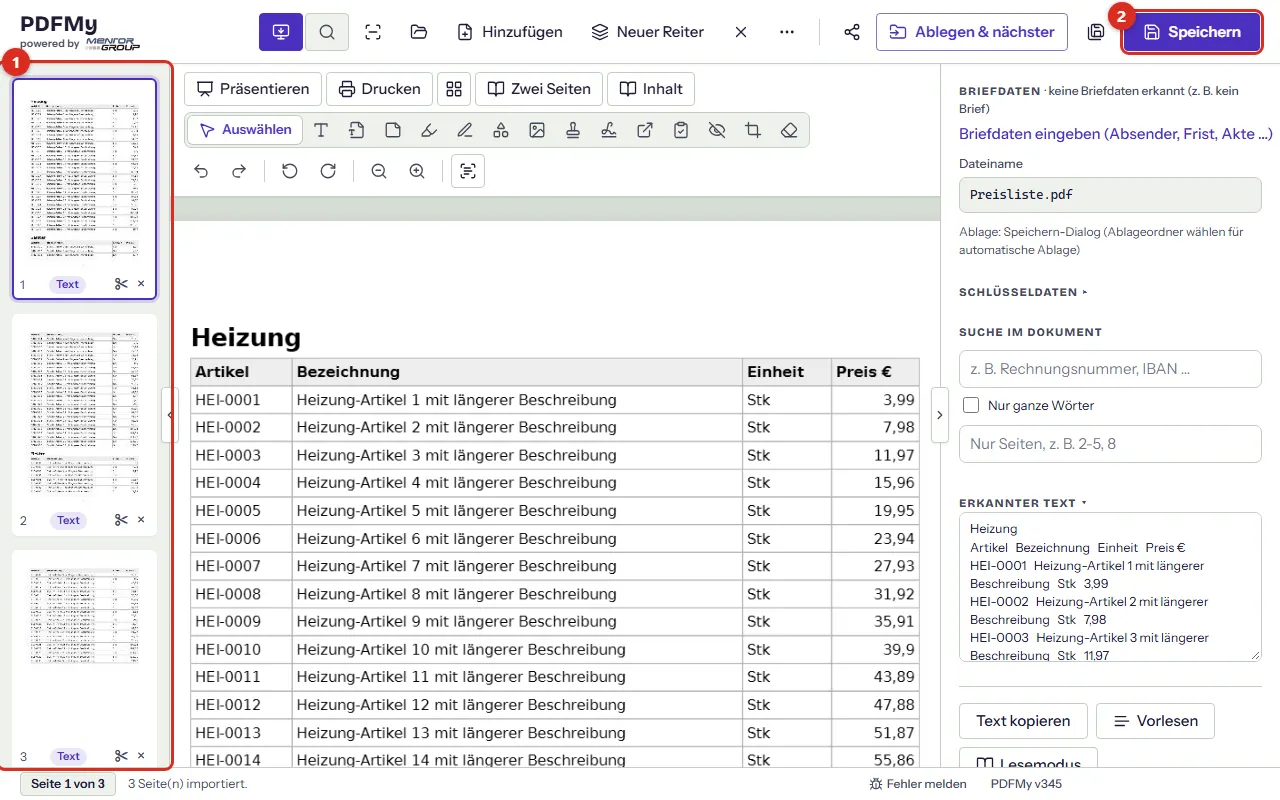 PDFMy
powered by MENROR GROUP
Hinzufügen
Neuer Reiter
Ablegen & nächster
2
Speichern
1
Präsentieren
Drucken
Zwei Seiten
Inhalt
Auswählen
1 Text
2 Text
3 Text
Heizung
Artikel Bezeichnung Einheit Preis €
HEI-0001 Heizung-Artikel 1 mit längerer Beschreibung Stk 3,99
HEI-0002 Heizung-Artikel 2 mit längerer Beschreibung Stk 7,98
HEI-0003 Heizung-Artikel 3 mit längerer Beschreibung Stk 11,97
HEI-0004 Heizung-Artikel 4 mit längerer Beschreibung Stk 15,96
HEI-0005 Heizung-Artikel 5 mit längerer Beschreibung Stk 19,95
HEI-0006 Heizung-Artikel 6 mit längerer Beschreibung Stk 23,94
HEI-0007 Heizung-Artikel 7 mit längerer Beschreibung Stk 27,93
HEI-0008 Heizung-Artikel 8 mit längerer Beschreibung Stk 31,92
HEI-0009 Heizung-Artikel 9 mit längerer Beschreibung Stk 35,91
HEI-0010 Heizung-Artikel 10 mit längerer Beschreibung Stk 39,9
HEI-0011 Heizung-Artikel 11 mit längerer Beschreibung Stk 43,89
HEI-0012 Heizung-Artikel 12 mit längerer Beschreibung Stk 47,88
HEI-0013 Heizung-Artikel 13 mit längerer Beschreibung Stk 51,87
HEI-0014 Heizung-Artikel 14 mit längerer Beschreibung Stk 55,86
BRIEFDATEN · keine Briefdaten erkannt (z. B. kein
Brief)
Briefdaten eingeben (Absender, Frist, Akte ...)
Dateiname
Preisliste.pdf
Ablage: Speichern-Dialog (Ablageordner wählen für
automatische Ablage)
SCHLÜSSELDATEN
SUCHE IM DOKUMENT
z. B. Rechnungsnummer, IBAN ...
Nur ganze Wörter
Nur Seiten, z. B. 2-5, 8
ERKANNTER TEXT
Heizung
Artikel Bezeichnung Einheit Preis €
HEI-0001 Heizung-Artikel 1 mit längerer
Beschreibung Stk 3,99
HEI-0002 Heizung-Artikel 2 mit längerer
Beschreibung Stk 7,98
HEI-0003 Heizung-Artikel 3 mit längerer
Beschreibung Stk 11,97
Text kopieren
Vorlesen
Lesemodus
Seite 1 von 3
3 Seite(n) importiert.
Fehler melden
PDFMy v345